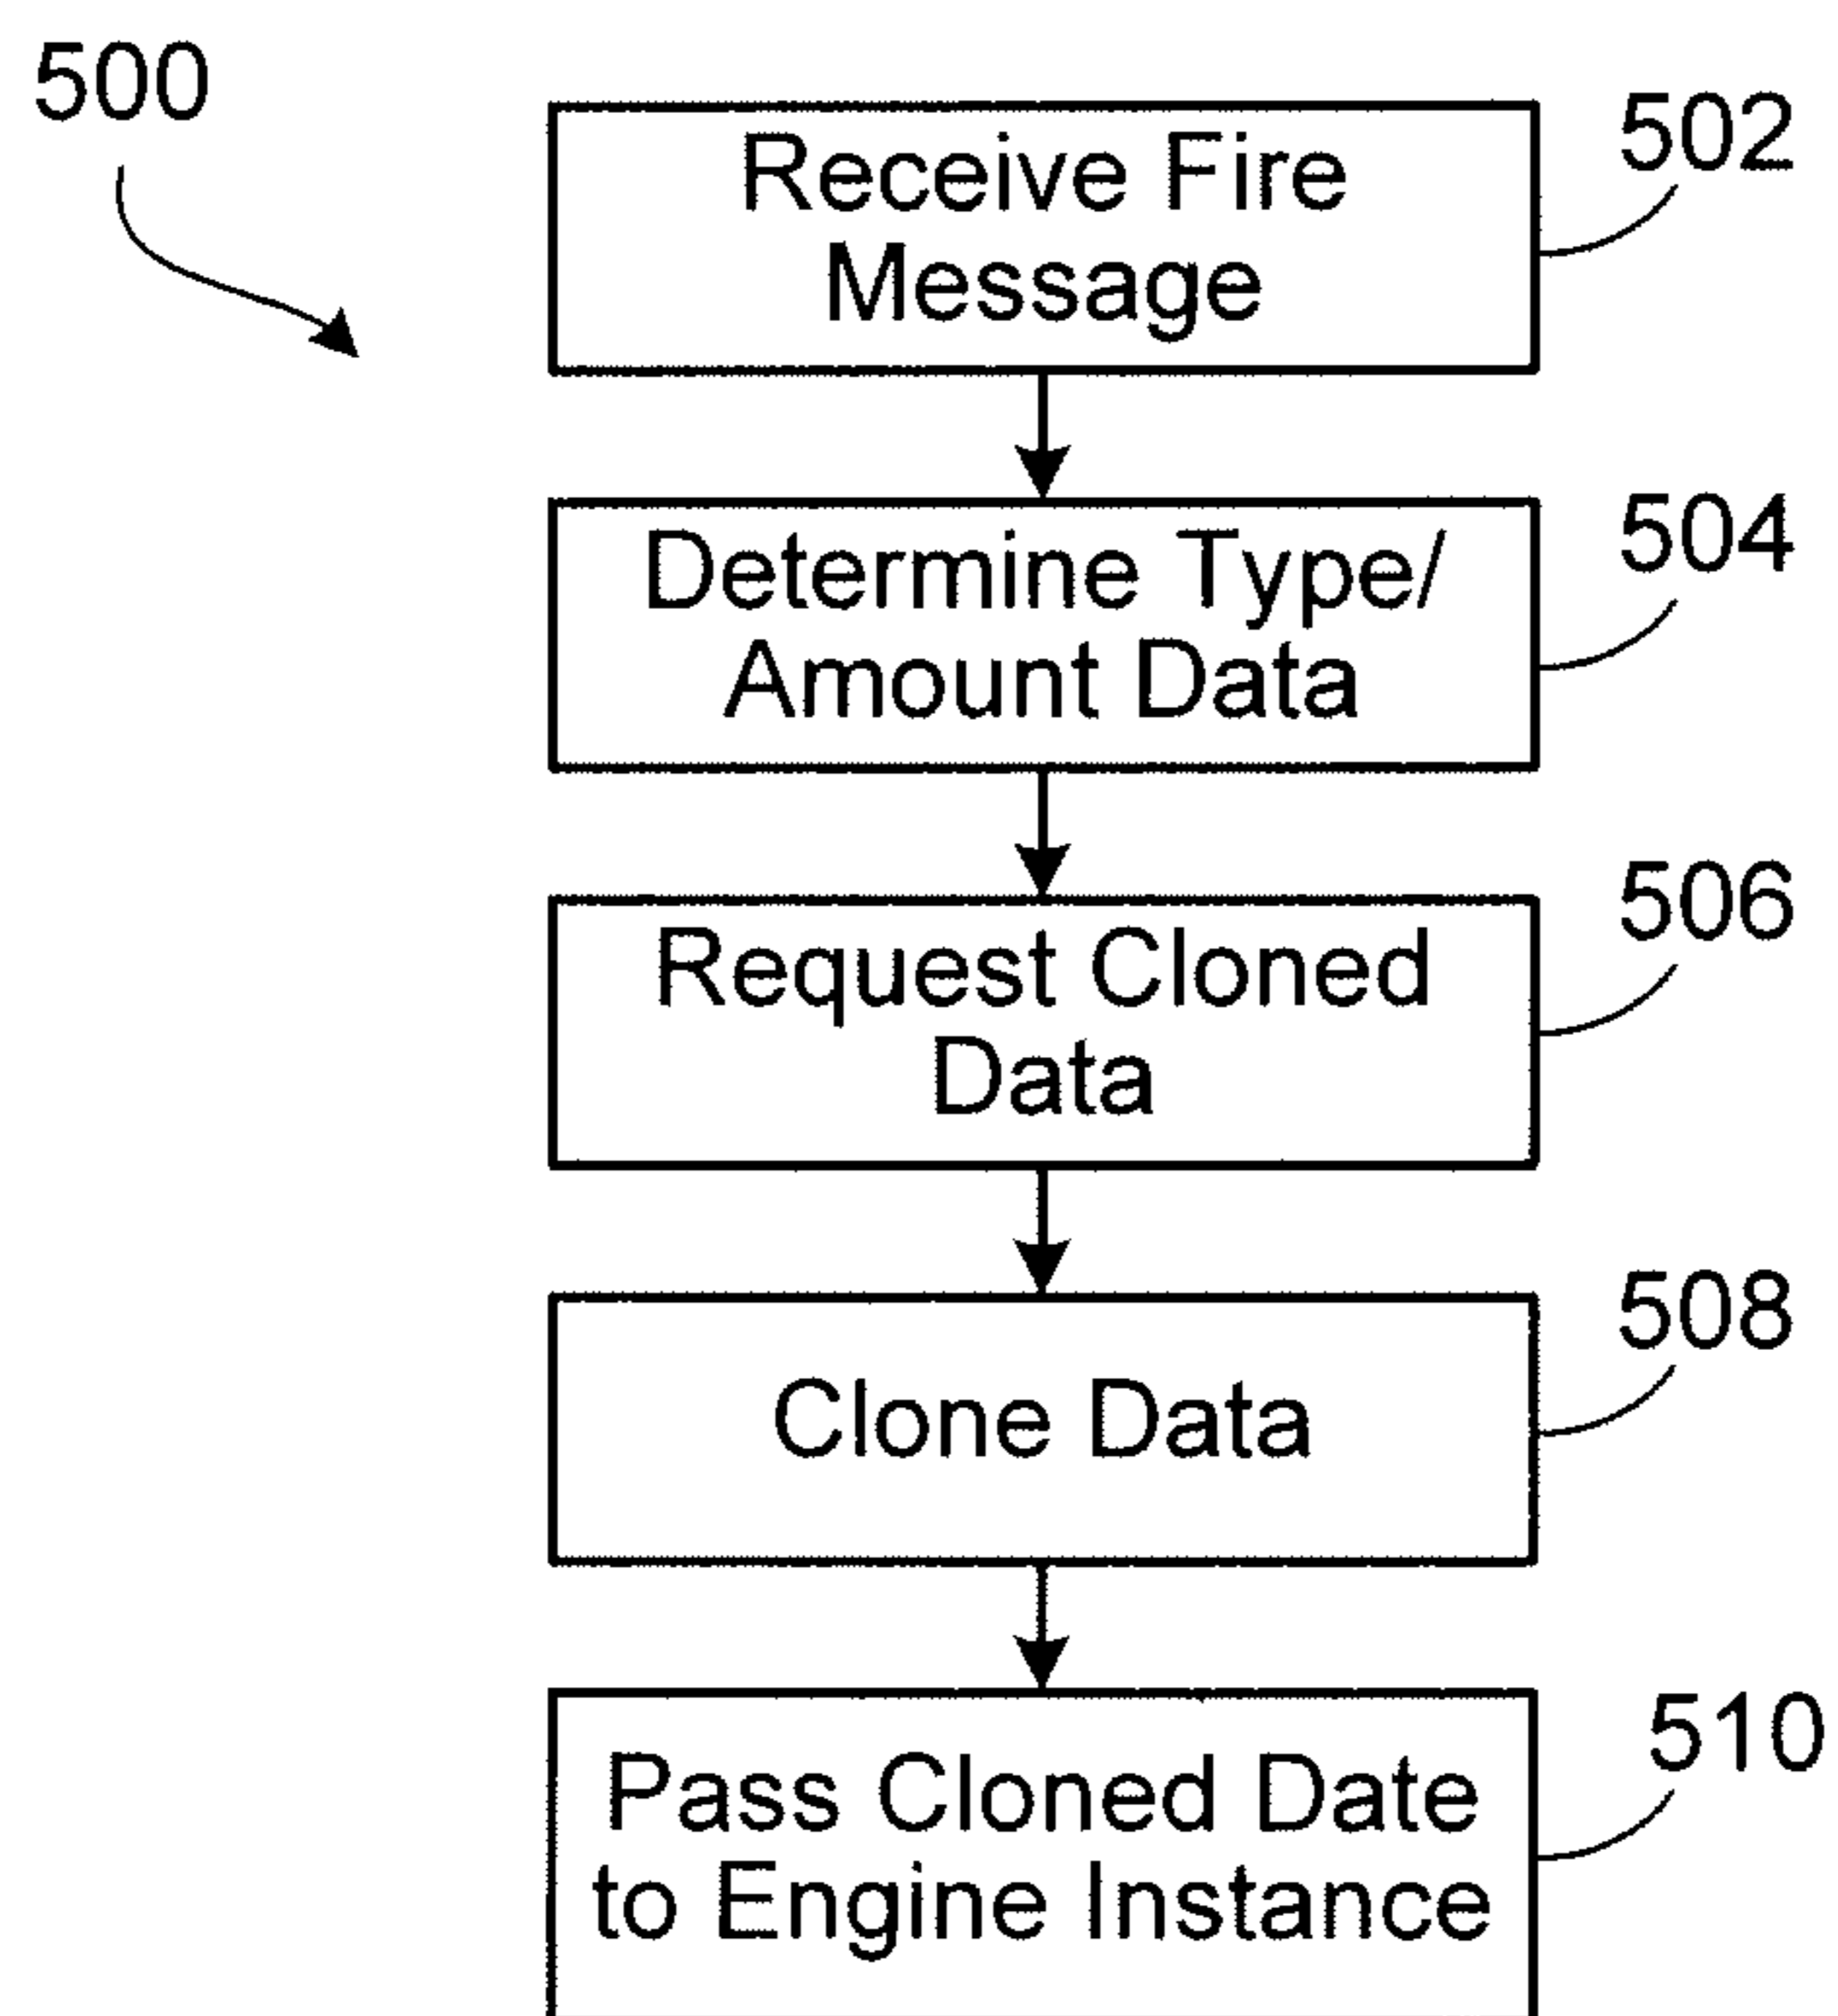 500
Receive Fire
Message
502
Determine Type/
Amount Data
504
Request Cloned
Data
506
Clone Data
508
Pass Cloned Date
to Engine Instance
510